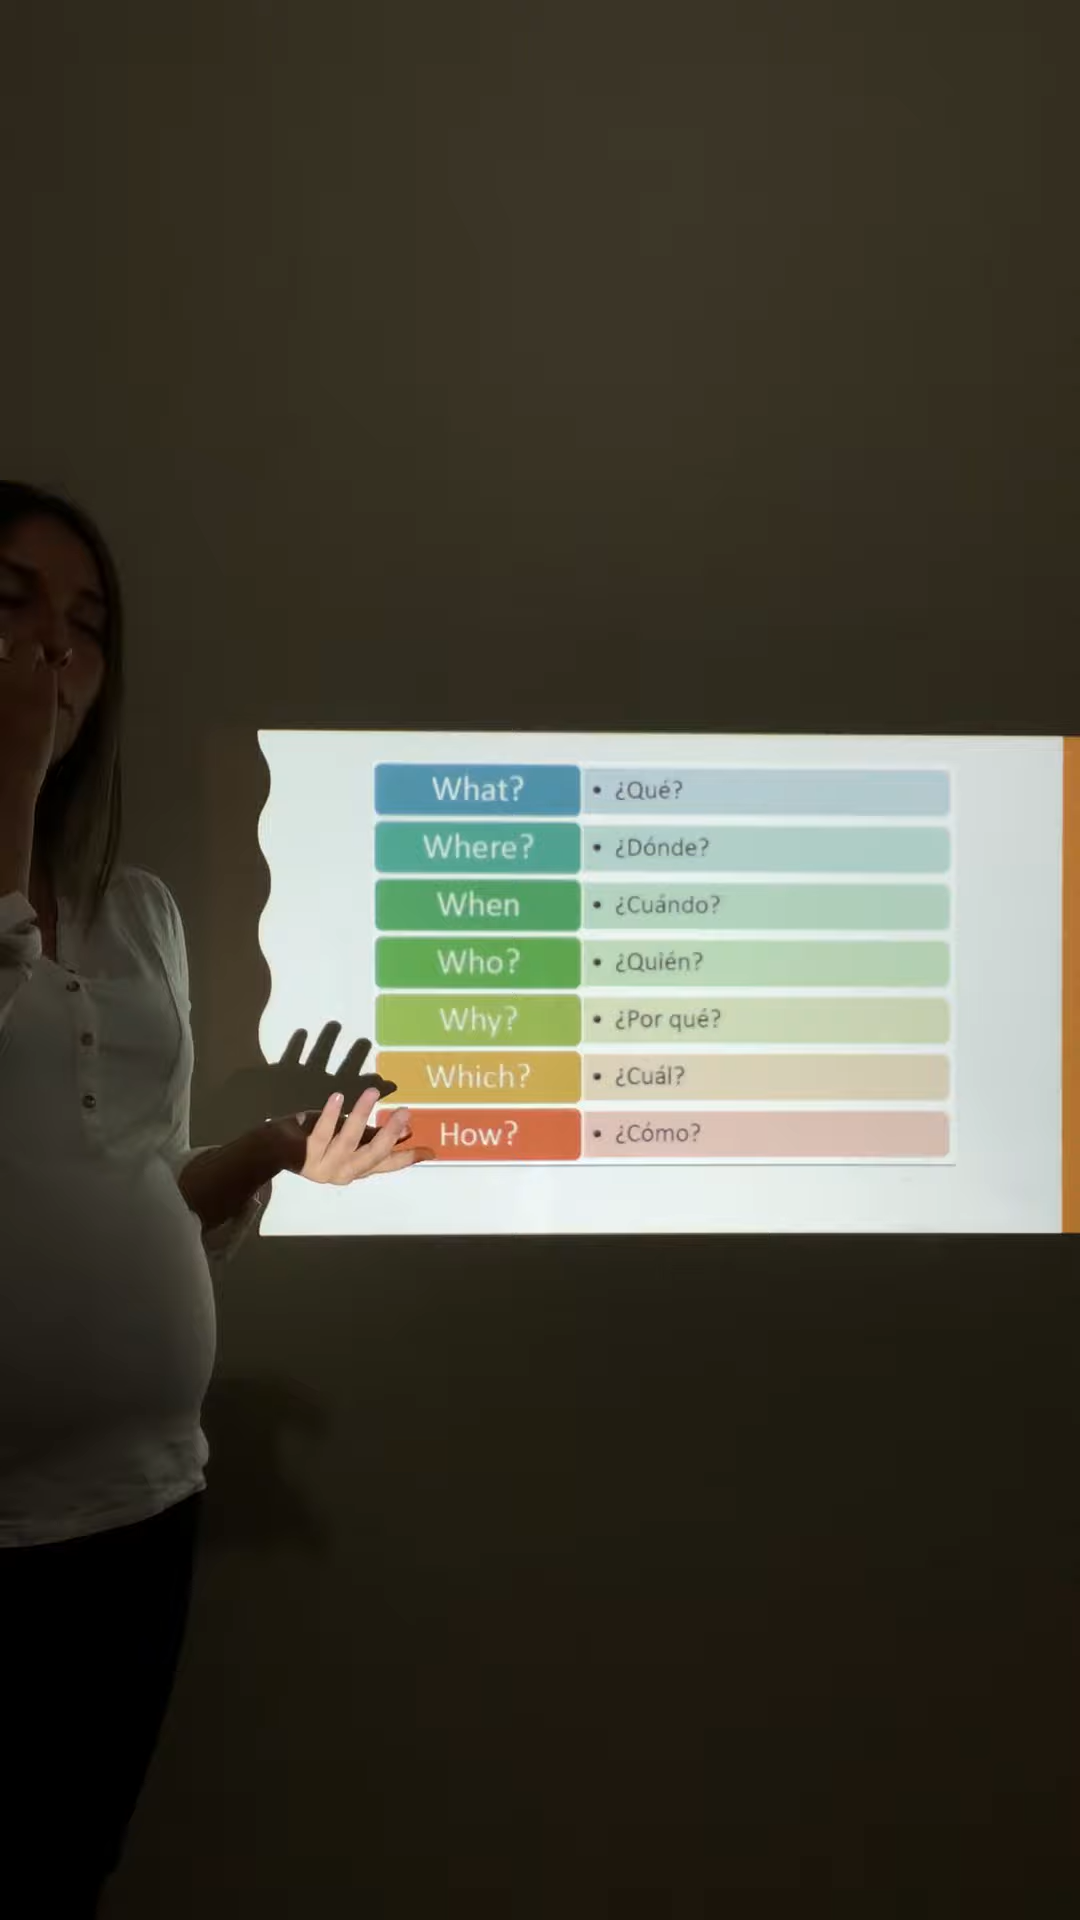 What? • ¿Qué?
Where? • ¿Dónde?
When • ¿Cuándo?
Who? • ¿Quién?
Why? • ¿Por qué?
Which? • ¿Cuál?
How? • ¿Cómo?